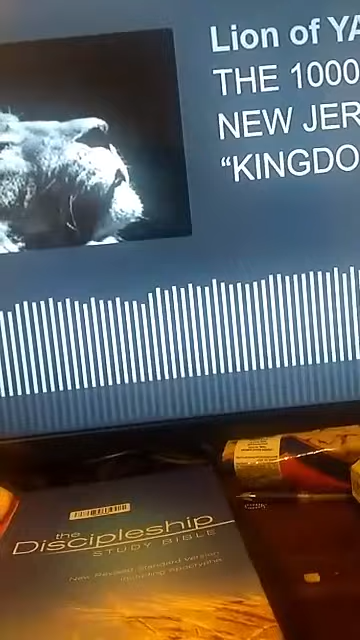 Lion of YA
THE 1000
NEW JER
“KINGDO
the
Discipleship
STUDY BIBLE
New Revised Standard Version
including Apocrypha